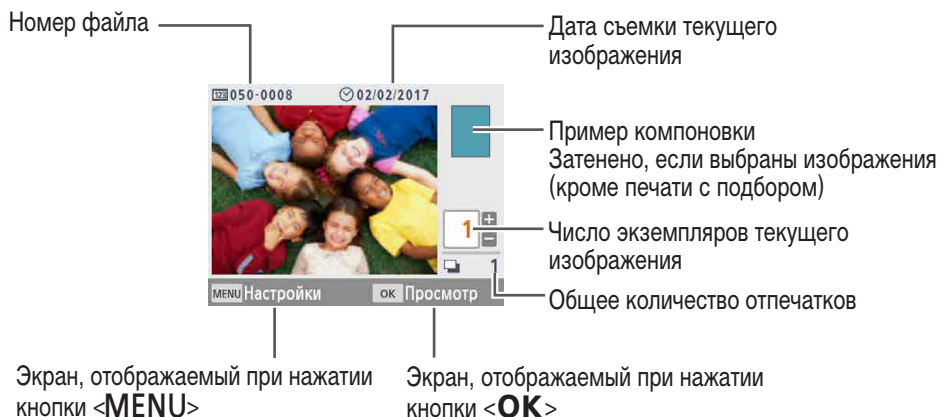 Номер файла
Дата съемки текущего
изображения
123 050-0008
02/02/2017
Пример компоновки
Затенено, если выбраны изображения
(кроме печати с подбором)
1
+
−
Число экземпляров текущего
изображения
1
Общее количество отпечатков
MENU Настройки
OK Просмотр
Экран, отображаемый при нажатии
кнопки <MENU>
Экран, отображаемый при нажатии
кнопки <OK>